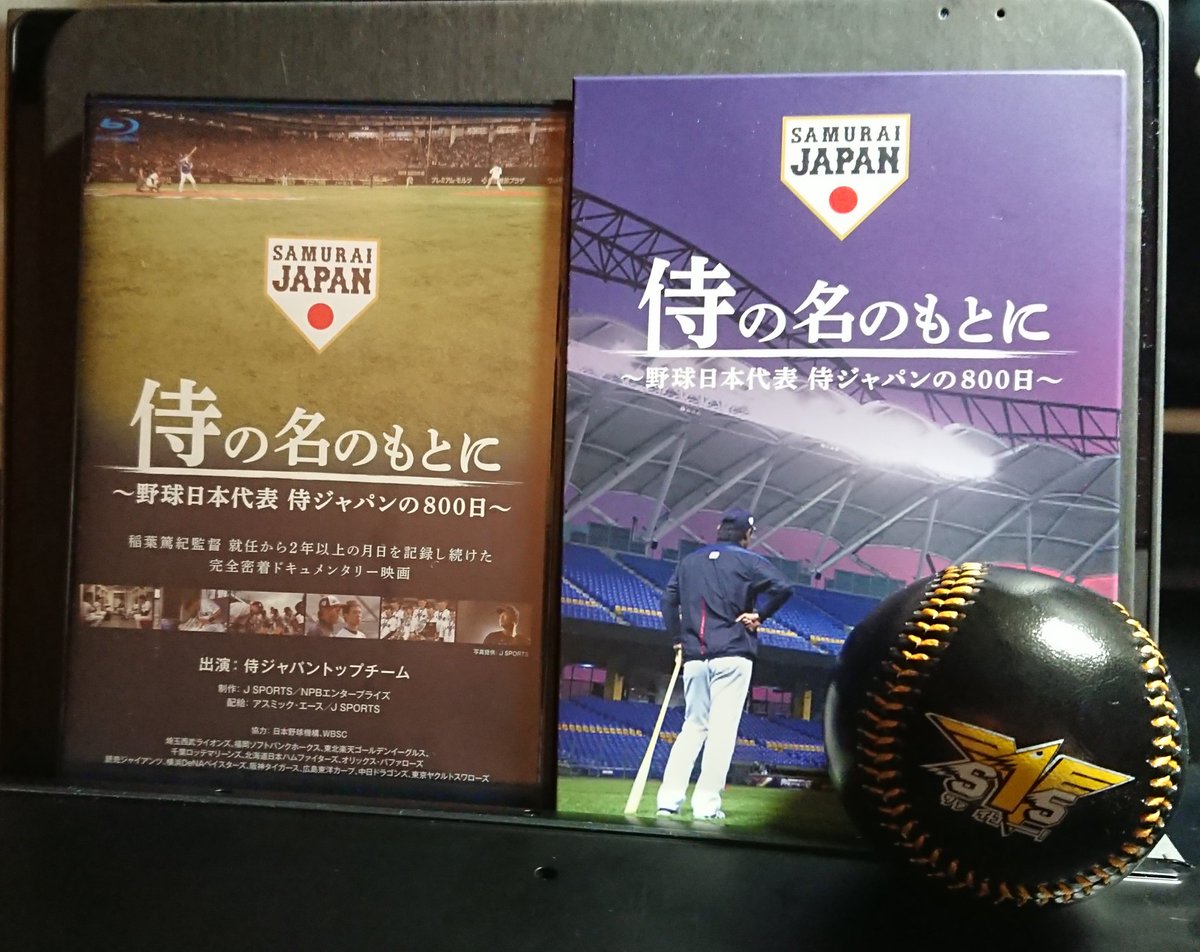 SAMURAI
JAPAN
侍の名のもとに
～野球日本代表 侍ジャパンの800日～
稲葉篤紀監督 就任から2年以上の月日を記録し続けた
完全密着ドキュメンタリー映画
写真提供：J SPORTS
出演：侍ジャパントップチーム
制作：J SPORTS／NPBエンタープライズ
配給：アスミック・エース／J SPORTS
協力：日本野球機構、WBSC
埼玉西武ライオンズ、福岡ソフトバンクホークス、東北楽天ゴールデンイーグルス、
千葉ロッテマリーンズ、北海道日本ハムファイターズ、オリックス・バファローズ
読売ジャイアンツ、横浜DeNAベイスターズ、阪神タイガース、広島東洋カープ、中日ドラゴンズ、東京ヤクルトスワローズ
SAMURAI
JAPAN
侍の名のもとに
～野球日本代表 侍ジャパンの800日～